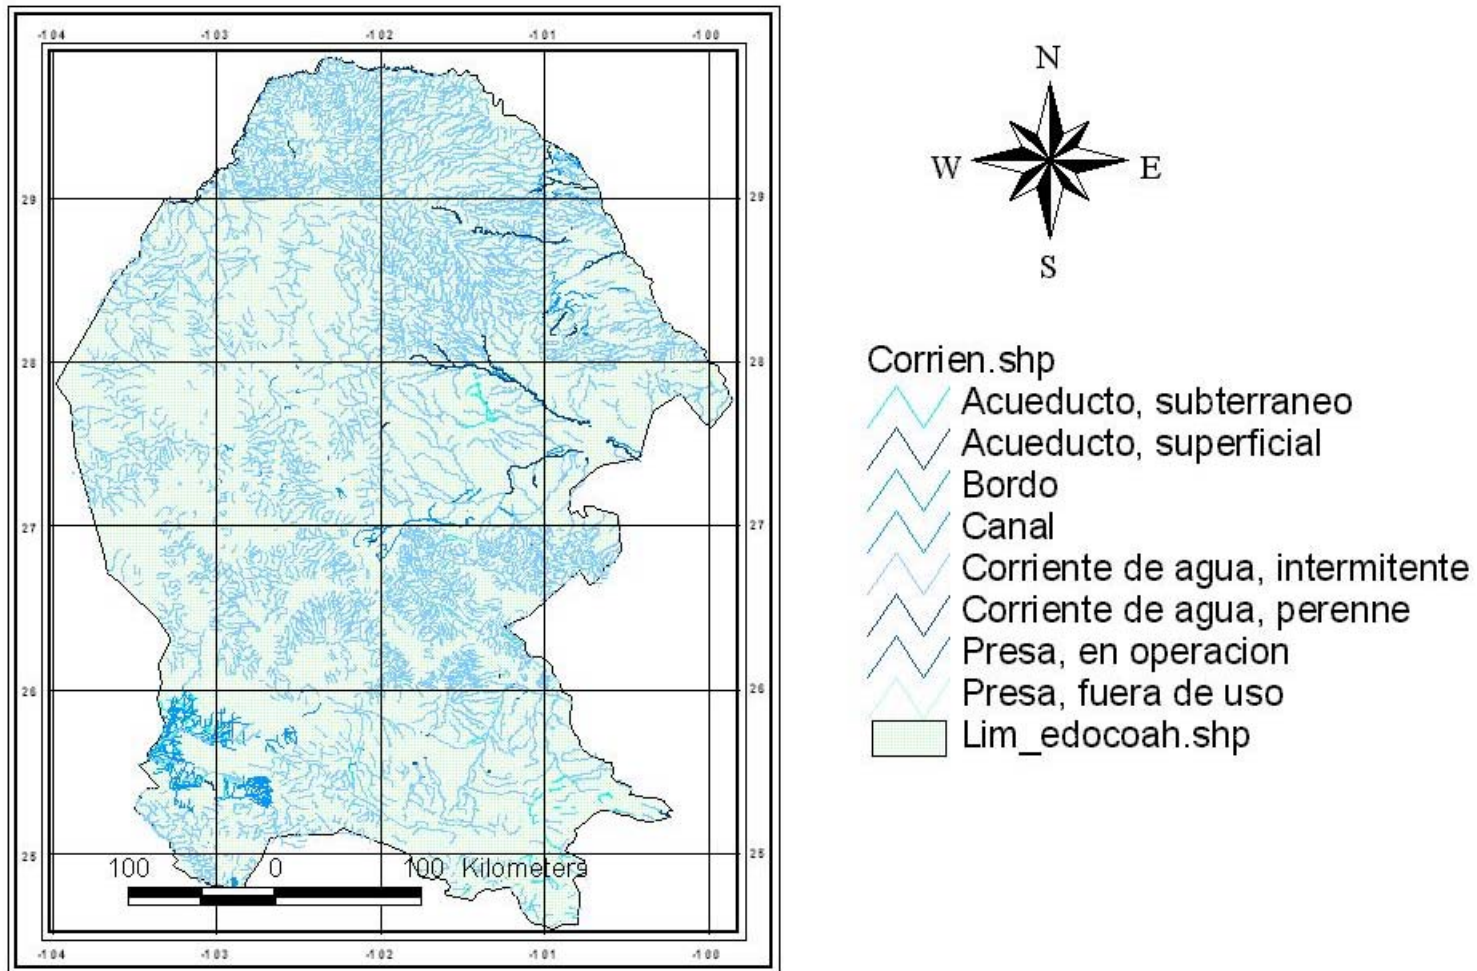 -104 -103 -102 -101 -100
N
W E
S
29 29
28 28
27 27
26 26
25 25
100 0 100 Kilometers
-104 -103 -102 -101 -100
Corrien.shp
Acueducto, subterraneo
Acueducto, superficial
Bordo
Canal
Corriente de agua, intermitente
Corriente de agua, perenne
Presa, en operacion
Presa, fuera de uso
Lim_edocoah.shp